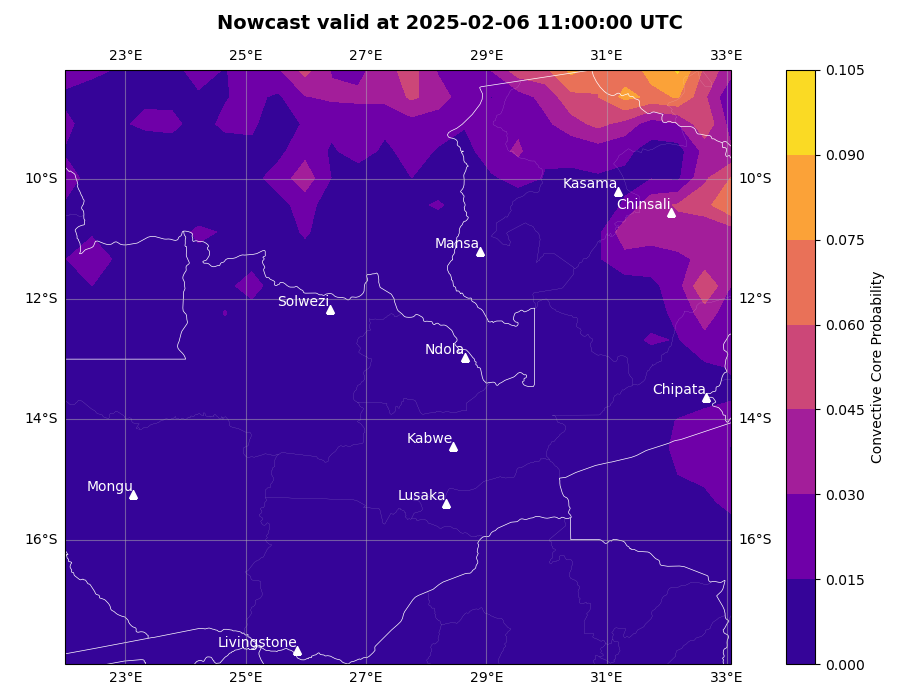 Nowcast valid at 2025-02-06 11:00:00 UTC
23°E 25°E 27°E 29°E 31°E 33°E
0.105
0.090
10°S Kasama 10°S
Chinsali
0.075
Mansa
12°S Solwezi 12°S
0.060
Ndola
Chipata
0.045
14°S 14°S
Kabwe
Mongu
Lusaka
0.030
16°S 16°S
0.015
Livingstone
0.000
23°E 25°E 27°E 29°E 31°E 33°E
Convective Core Probability